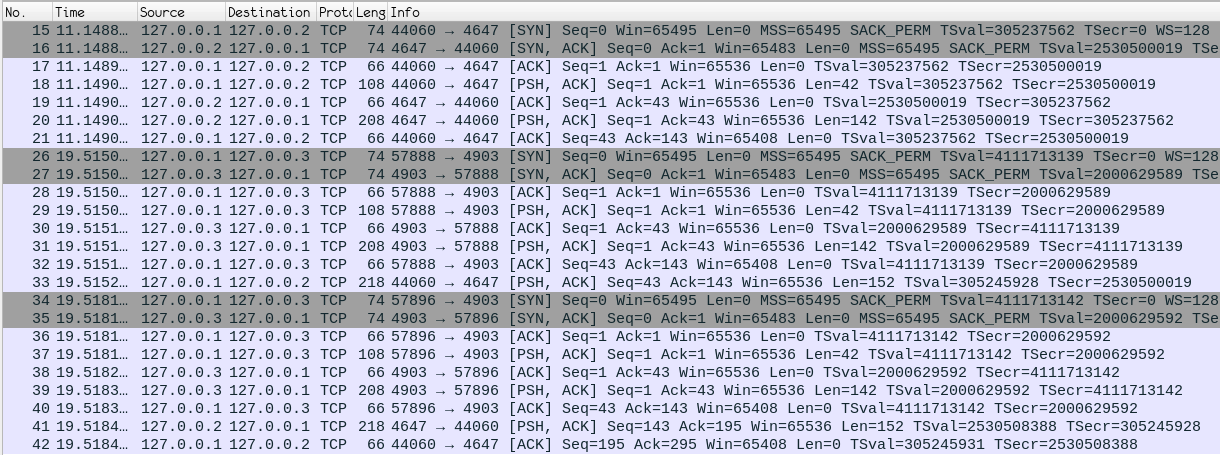 No. Time Source Destination Proto Leng Info
15 11.1488… 127.0.0.1 127.0.0.2 TCP 74 44060 → 4647 [SYN] Seq=0 Win=65495 Len=0 MSS=65495 SACK_PERM TSval=305237562 TSecr=0 WS=128
16 11.1488… 127.0.0.2 127.0.0.1 TCP 74 4647 → 44060 [SYN, ACK] Seq=0 Ack=1 Win=65483 Len=0 MSS=65495 SACK_PERM TSval=2530500019 TSe
17 11.1489… 127.0.0.1 127.0.0.2 TCP 66 44060 → 4647 [ACK] Seq=1 Ack=1 Win=65536 Len=0 TSval=305237562 TSecr=2530500019
18 11.1490… 127.0.0.1 127.0.0.2 TCP 108 44060 → 4647 [PSH, ACK] Seq=1 Ack=1 Win=65536 Len=42 TSval=305237562 TSecr=2530500019
19 11.1490… 127.0.0.2 127.0.0.1 TCP 66 4647 → 44060 [ACK] Seq=1 Ack=43 Win=65536 Len=0 TSval=2530500019 TSecr=305237562
20 11.1490… 127.0.0.2 127.0.0.1 TCP 208 4647 → 44060 [PSH, ACK] Seq=1 Ack=43 Win=65536 Len=142 TSval=2530500019 TSecr=305237562
21 11.1490… 127.0.0.1 127.0.0.2 TCP 66 44060 → 4647 [ACK] Seq=43 Ack=143 Win=65408 Len=0 TSval=305237562 TSecr=2530500019
26 19.5150… 127.0.0.1 127.0.0.3 TCP 74 57888 → 4903 [SYN] Seq=0 Win=65495 Len=0 MSS=65495 SACK_PERM TSval=4111713139 TSecr=0 WS=128
27 19.5150… 127.0.0.3 127.0.0.1 TCP 74 4903 → 57888 [SYN, ACK] Seq=0 Ack=1 Win=65483 Len=0 MSS=65495 SACK_PERM TSval=2000629589 TSe
28 19.5150… 127.0.0.1 127.0.0.3 TCP 66 57888 → 4903 [ACK] Seq=1 Ack=1 Win=65536 Len=0 TSval=4111713139 TSecr=2000629589
29 19.5150… 127.0.0.1 127.0.0.3 TCP 108 57888 → 4903 [PSH, ACK] Seq=1 Ack=1 Win=65536 Len=42 TSval=4111713139 TSecr=2000629589
30 19.5151… 127.0.0.3 127.0.0.1 TCP 66 4903 → 57888 [ACK] Seq=1 Ack=43 Win=65536 Len=0 TSval=2000629589 TSecr=4111713139
31 19.5151… 127.0.0.3 127.0.0.1 TCP 208 4903 → 57888 [PSH, ACK] Seq=1 Ack=43 Win=65536 Len=142 TSval=2000629589 TSecr=4111713139
32 19.5151… 127.0.0.1 127.0.0.3 TCP 66 57888 → 4903 [ACK] Seq=43 Ack=143 Win=65408 Len=0 TSval=4111713139 TSecr=2000629589
33 19.5152… 127.0.0.1 127.0.0.2 TCP 218 44060 → 4647 [PSH, ACK] Seq=43 Ack=143 Win=65536 Len=152 TSval=305245928 TSecr=2530500019
34 19.5181… 127.0.0.1 127.0.0.3 TCP 74 57896 → 4903 [SYN] Seq=0 Win=65495 Len=0 MSS=65495 SACK_PERM TSval=4111713142 TSecr=0 WS=128
35 19.5181… 127.0.0.3 127.0.0.1 TCP 74 4903 → 57896 [SYN, ACK] Seq=0 Ack=1 Win=65483 Len=0 MSS=65495 SACK_PERM TSval=2000629592 TSe
36 19.5181… 127.0.0.1 127.0.0.3 TCP 66 57896 → 4903 [ACK] Seq=1 Ack=1 Win=65536 Len=0 TSval=4111713142 TSecr=2000629592
37 19.5181… 127.0.0.1 127.0.0.3 TCP 108 57896 → 4903 [PSH, ACK] Seq=1 Ack=1 Win=65536 Len=42 TSval=4111713142 TSecr=2000629592
38 19.5182… 127.0.0.3 127.0.0.1 TCP 66 4903 → 57896 [ACK] Seq=1 Ack=43 Win=65536 Len=0 TSval=2000629592 TSecr=4111713142
39 19.5183… 127.0.0.3 127.0.0.1 TCP 208 4903 → 57896 [PSH, ACK] Seq=1 Ack=43 Win=65536 Len=142 TSval=2000629592 TSecr=4111713142
40 19.5183… 127.0.0.1 127.0.0.3 TCP 66 57896 → 4903 [ACK] Seq=43 Ack=143 Win=65408 Len=0 TSval=4111713142 TSecr=2000629592
41 19.5184… 127.0.0.2 127.0.0.1 TCP 218 4647 → 44060 [PSH, ACK] Seq=143 Ack=195 Win=65536 Len=152 TSval=2530508388 TSecr=305245928
42 19.5184… 127.0.0.1 127.0.0.2 TCP 66 44060 → 4647 [ACK] Seq=195 Ack=295 Win=65408 Len=0 TSval=305245931 TSecr=2530508388